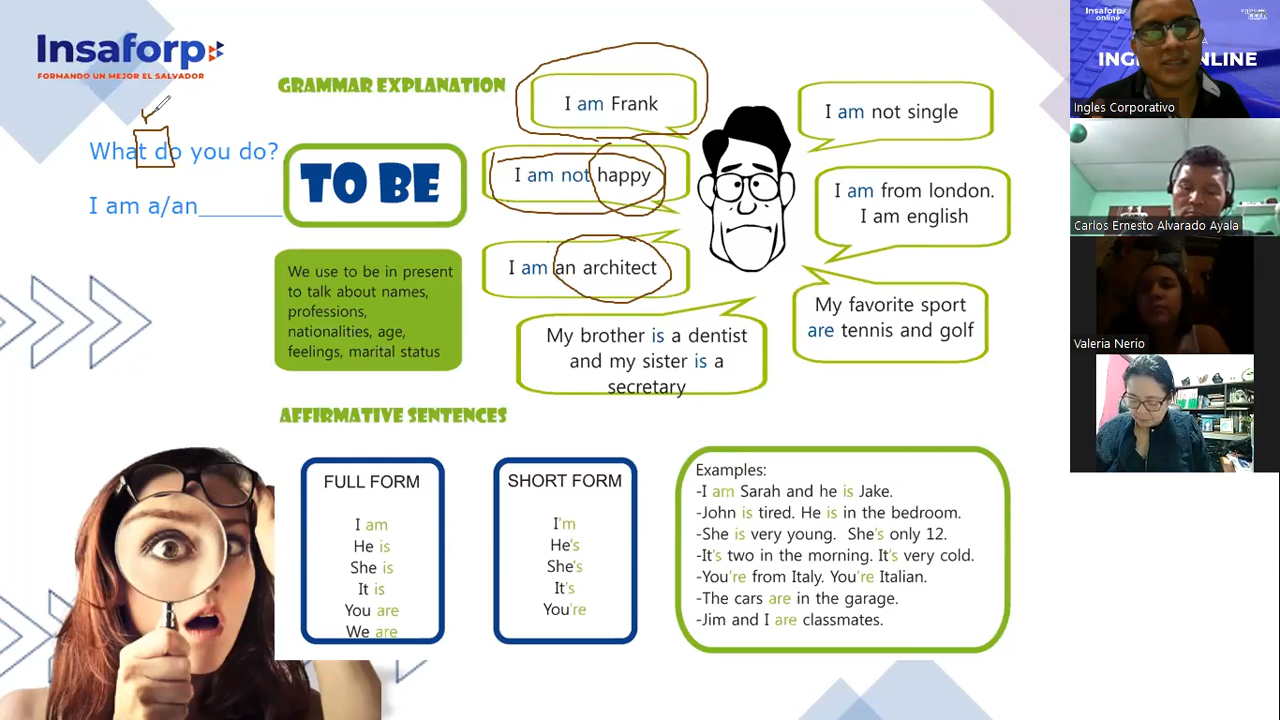 Insaforp
FORMANDO UN MEJOR EL SALVADOR
What do you do?
I am a/an_______
GRAMMAR EXPLANATION
TO BE
We use to be in present
to talk about names,
professions,
nationalities, age,
feelings, marital status
I am Frank
I am not happy
I am an architect
My brother is a dentist
and my sister is a
secretary
I am not single
I am from london.
I am english
My favorite sport
are tennis and golf
AFFIRMATIVE SENTENCES
FULL FORM
I am
He is
She is
It is
You are
We are
SHORT FORM
I'm
He's
She's
It's
You're
Examples:
-I am Sarah and he is Jake.
-John is tired. He is in the bedroom.
-She is very young. She's only 12.
-It's two in the morning. It's very cold.
-You're from Italy. You're Italian.
-The cars are in the garage.
-Jim and I are classmates.
Insaforp
online
ING
ONLINE
Ingles Corporativo
Carlos Ernesto Alvarado Ayala
Valeria Nerio